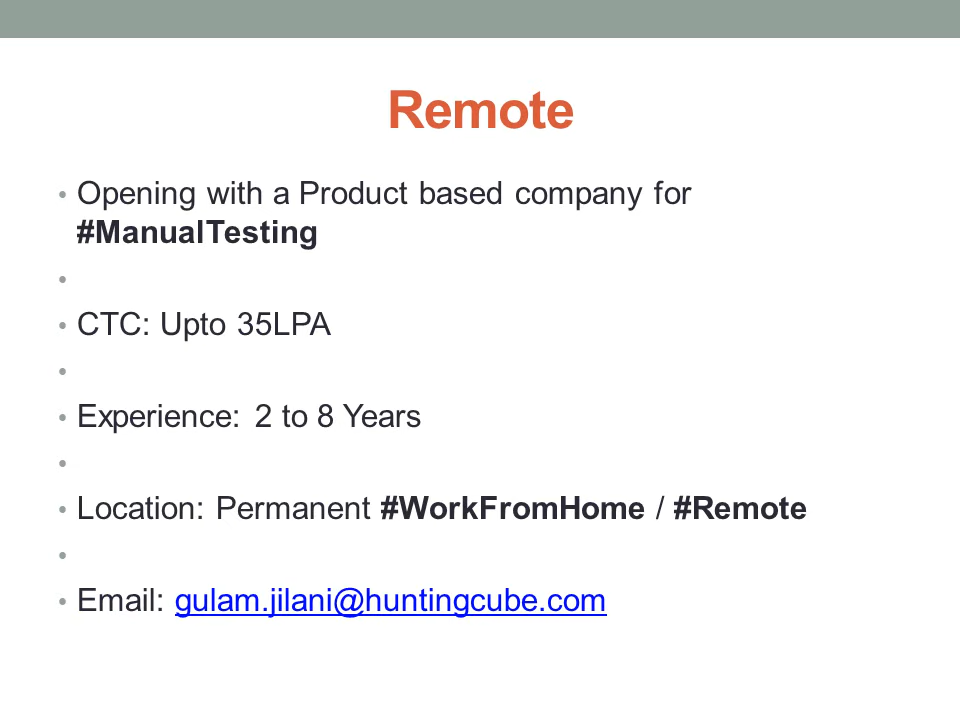 Remote
• Opening with a Product based company for
#ManualTesting
•
• CTC: Upto 35LPA
•
• Experience: 2 to 8 Years
•
• Location: Permanent #WorkFromHome / #Remote
•
• Email: gulam.jilani@huntingcube.com